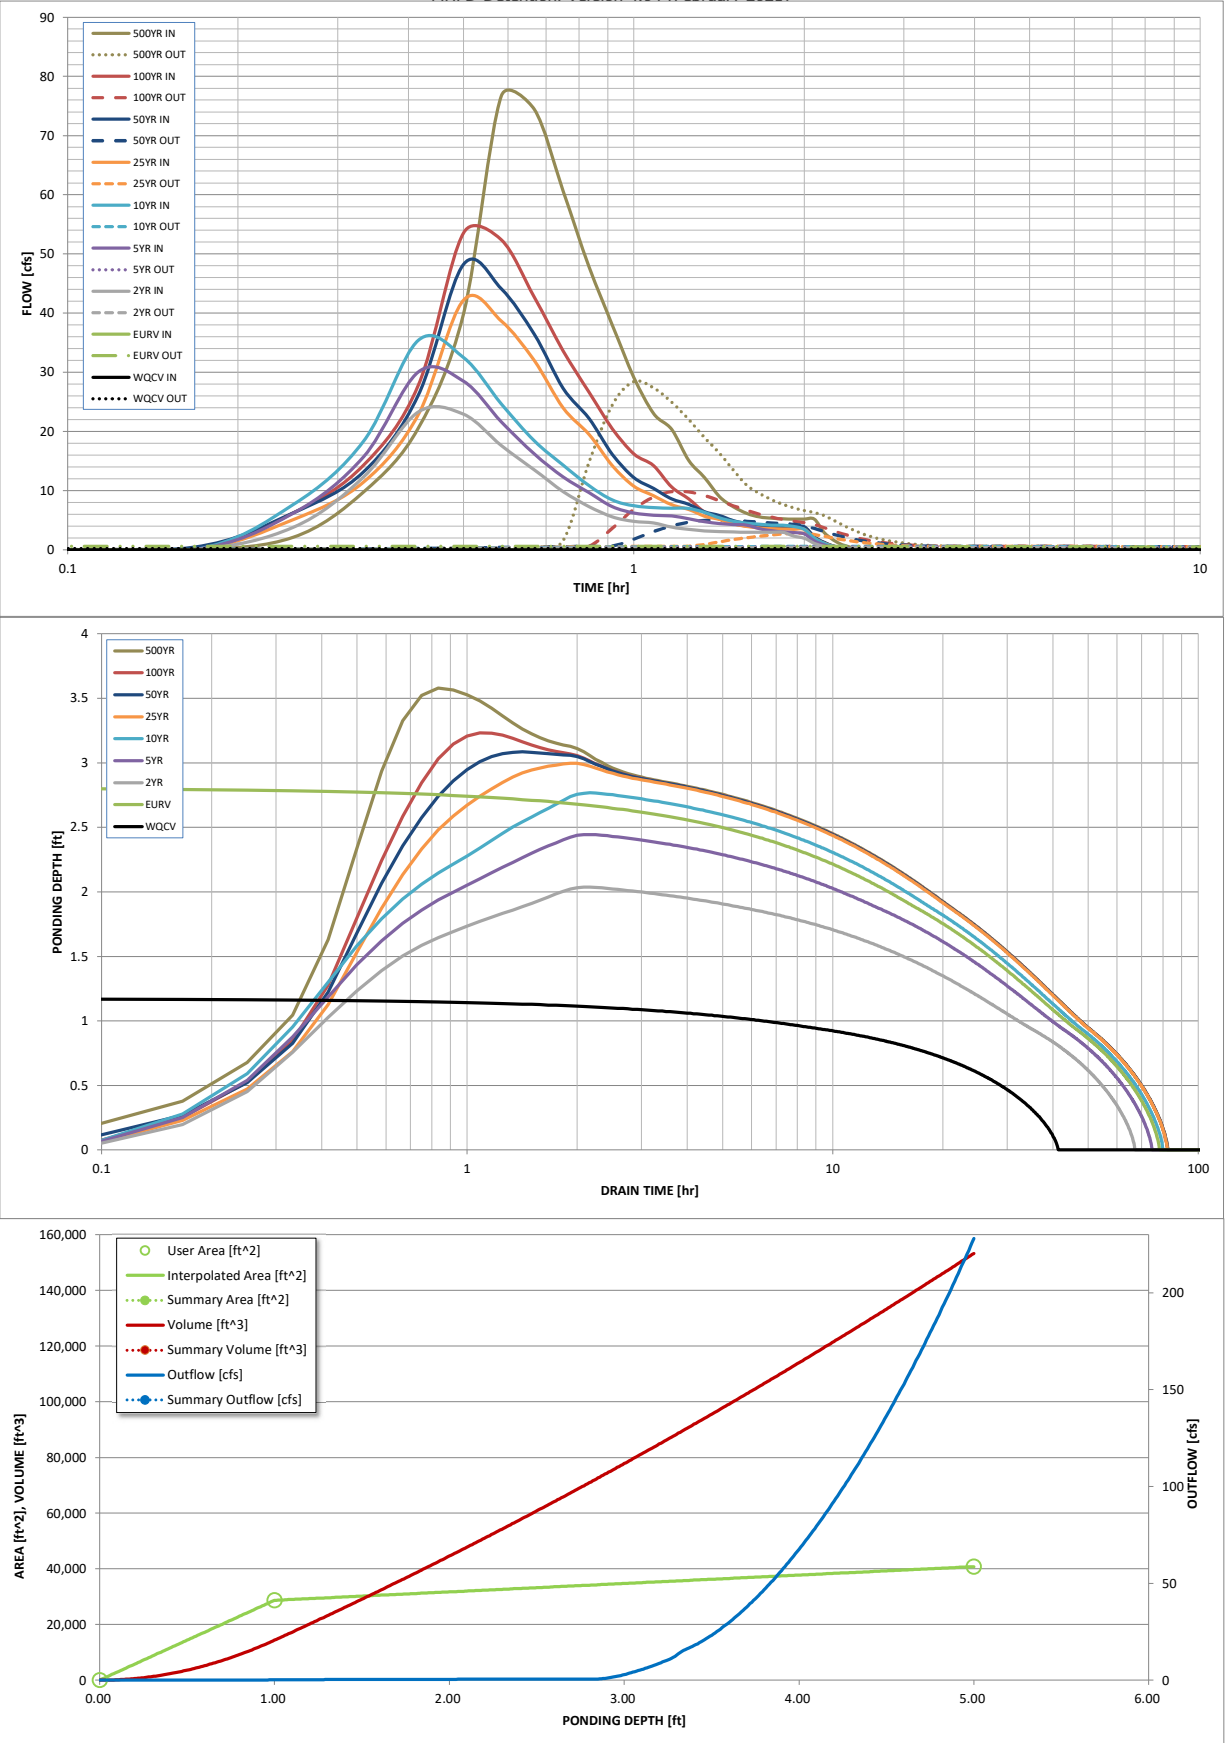 90
80
70
60
50
40
30
20
10
0
FLOW [cfs]
500YR IN
500YR OUT
100YR IN
100YR OUT
50YR IN
50YR OUT
25YR IN
25YR OUT
10YR IN
10YR OUT
5YR IN
5YR OUT
2YR IN
2YR OUT
EURV IN
EURV OUT
WQCV IN
WQCV OUT
0.1
1
10
TIME [hr]
4
3.5
3
2.5
2
1.5
1
0.5
0
PONDING DEPTH [ft]
500YR
100YR
50YR
25YR
10YR
5YR
2YR
EURV
WQCV
0.1
1
10
100
DRAIN TIME [hr]
160,000
140,000
120,000
100,000
80,000
60,000
40,000
20,000
0
AREA [ft^2], VOLUME [ft^3]
User Area [ft^2]
Interpolated Area [ft^2]
Summary Area [ft^2]
Volume [ft^3]
Summary Volume [ft^3]
Outflow [cfs]
Summary Outflow [cfs]
200
150
100
50
0
OUTFLOW [cfs]
0.00
1.00
2.00
3.00
4.00
5.00
6.00
PONDING DEPTH [ft]